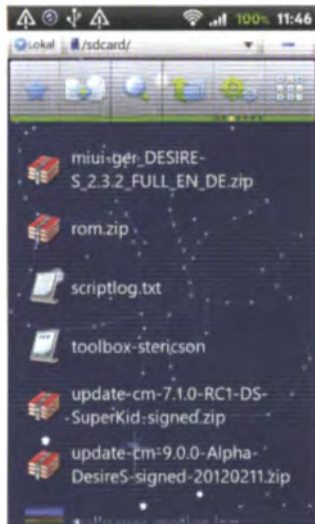 100% 11:46
Lokal /sdcard/
miui-ger_DESIRE-
S_2.3.2_FULL_EN_DE.zip
rom.zip
scriptlog.txt
toolbox-stericson
update-cm-7.1.0-RC1-DS-
SuperKid-signed.zip
update-cm-9.0.0-Alpha-
DesireS-signed-20120211.zip